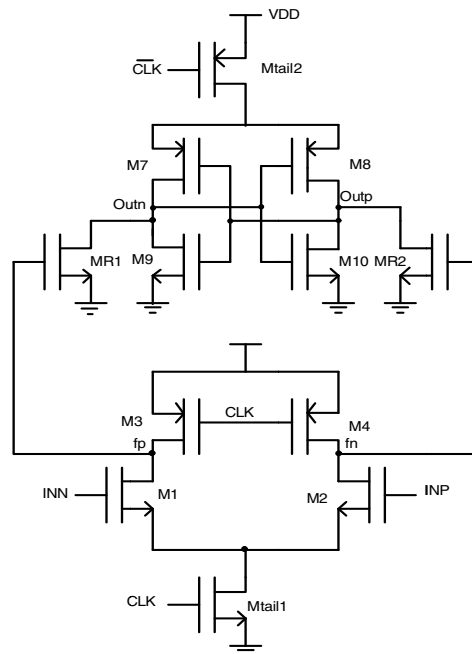 VDD
CLK
Mtail2
M7
M8
Outn
Outp
MR1
M9
M10
MR2
M3
CLK
M4
fp
fn
INN
M1
M2
INP
CLK
Mtail1